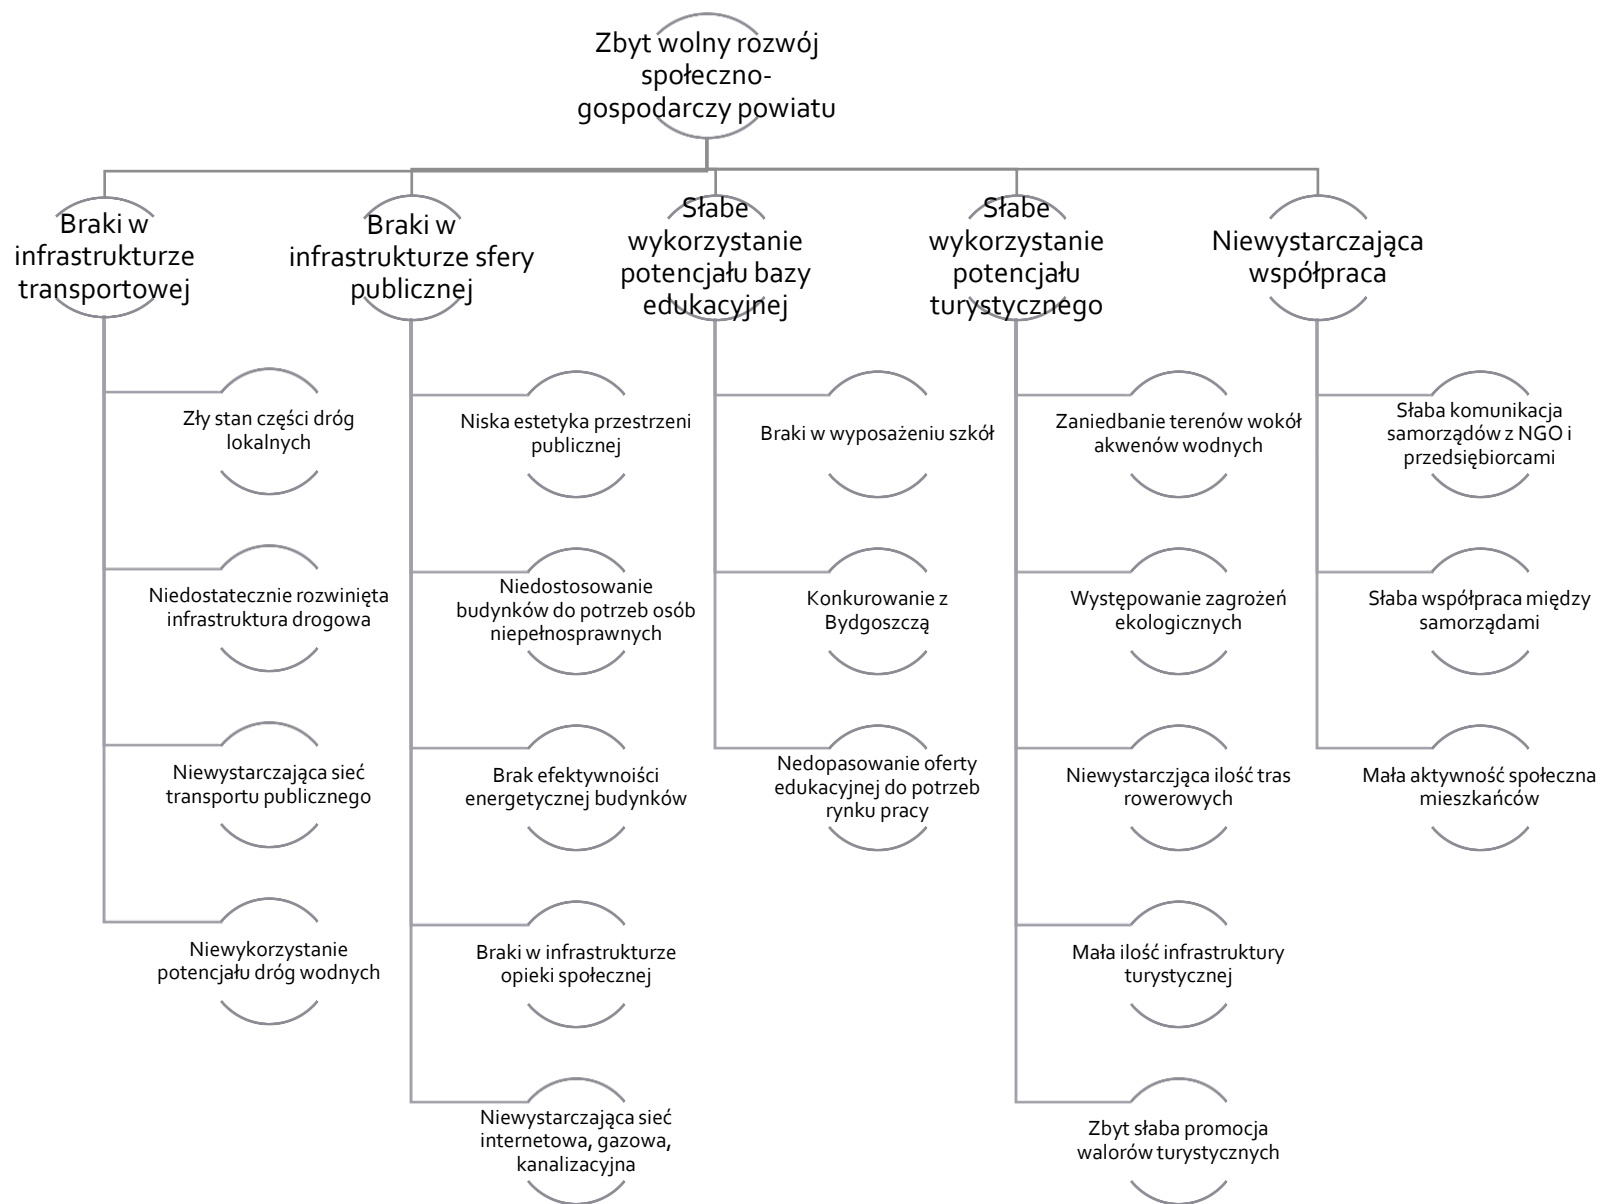 Zbyt wolny rozwój
społeczno-
gospodarczy powiatu
Braki w
infrastrukturze
transportowej
Zły stan części dróg
lokalnych
Niedostatecznie rozwinięta
infrastruktura drogowa
Niewystarczająca sieć
transportu publicznego
Niewykorzystanie
potencjału dróg wodnych
Braki w
infrastrukturze sfery
publicznej
Niska estetyka przestrzeni
publicznej
Niedostosowanie
budynków do potrzeb osób
niepełnosprawnych
Brak efektywnoiści
energetycznej budynków
Braki w infrastrukturze
opieki społecznej
Niewystarczająca sieć
internetowa, gazowa,
kanalizacyjna
Słabe
wykorzystanie
potencjału bazy
edukacyjnej
Braki w wyposażeniu szkół
Konkurowanie z
Bydgoszczą
Nedopasowanie oferty
edukacyjnej do potrzeb
rynku pracy
Słabe
wykorzystanie
potencjału
turystycznego
Zaniedbanie terenów wokół
akwenów wodnych
Występowanie zagrożeń
ekologicznych
Niewystarczjąca ilość tras
rowerowych
Mała ilość infrastruktury
turystycznej
Zbyt słaba promocja
walorów turystycznych
Niewystarczająca
współpraca
Słaba komunikacja
samorządów z NGO i
przedsiębiorcami
Słaba współpraca między
samorządami
Mała aktywność społeczna
mieszkańców